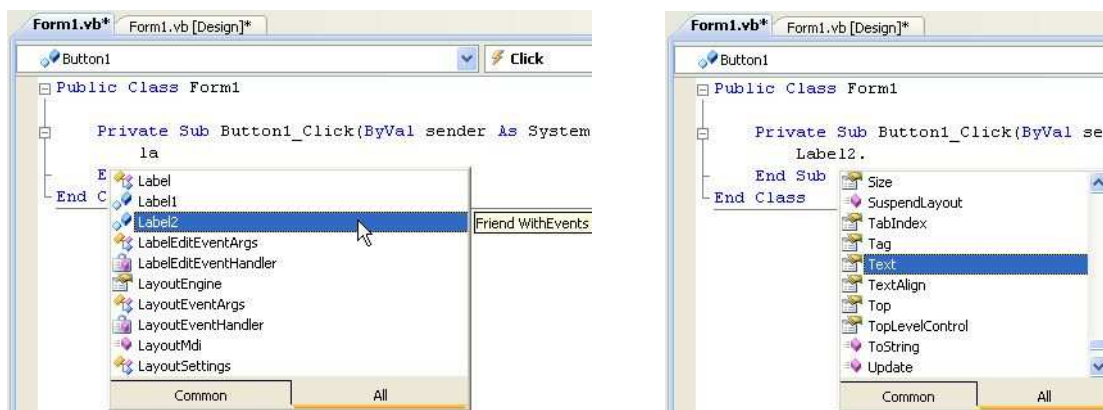 Form1.vb* Form1.vb [Design]*
Button1 Click
Public Class Form1
Private Sub Button1_Click(ByVal sender As System
la
E
End C
Label
Label1
Label2
Friend WithEvents
LabelEditEventArgs
LabelEditEventHandler
LayoutEngine
LayoutEventArgs
LayoutEventHandler
LayoutMdi
LayoutSettings
Common All
Form1.vb* Form1.vb [Design]*
Button1
Public Class Form1
Private Sub Button1_Click(ByVal se
Label2.
End Sub
End Class
Size
SuspendLayout
TabIndex
Tag
Text
TextAlign
Top
TopLevelControl
ToString
Update
Common All